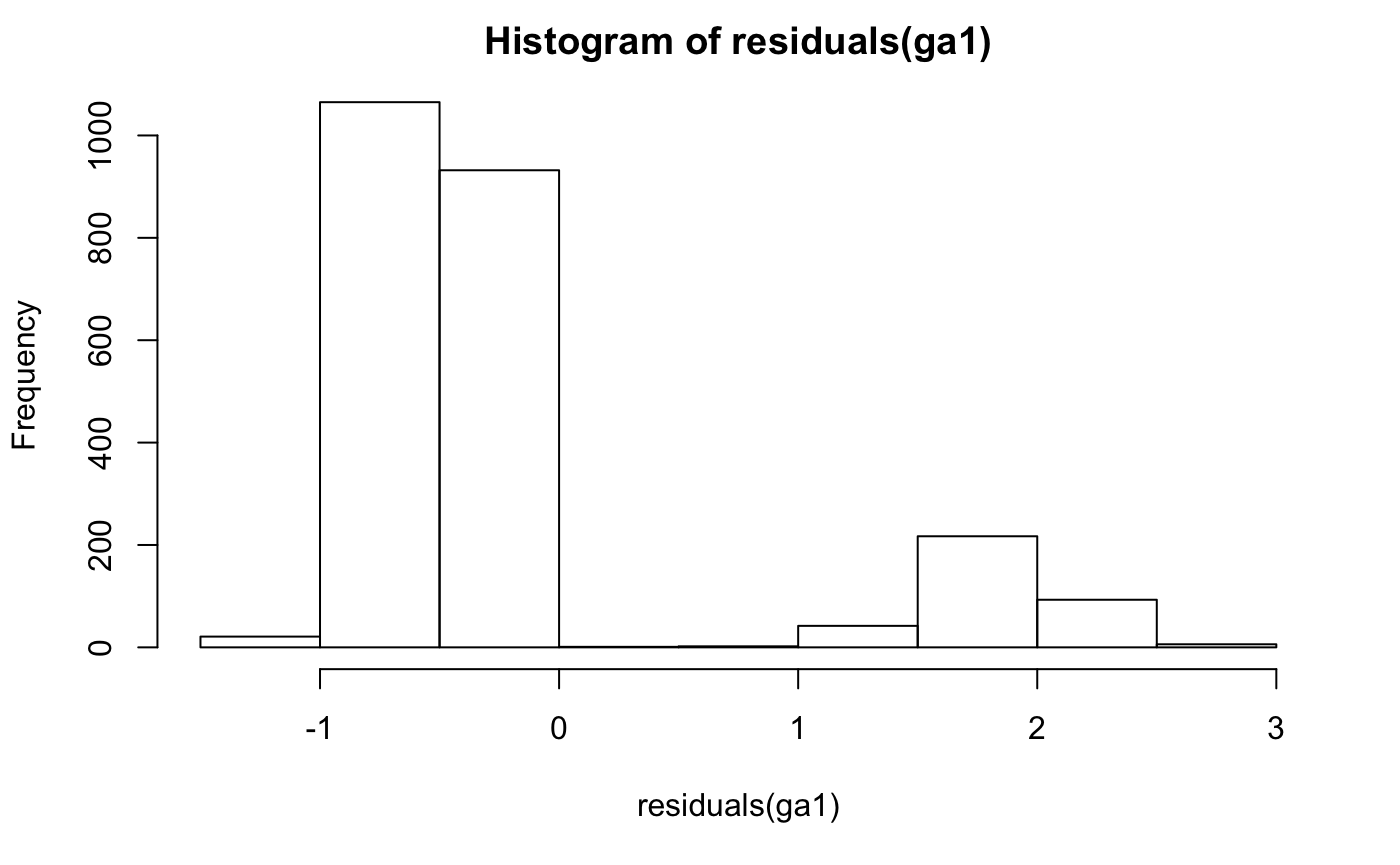 Histogram of residuals(ga1)
Frequency
1000
800
600
400
200
0
-1 0 1 2 3
residuals(ga1)